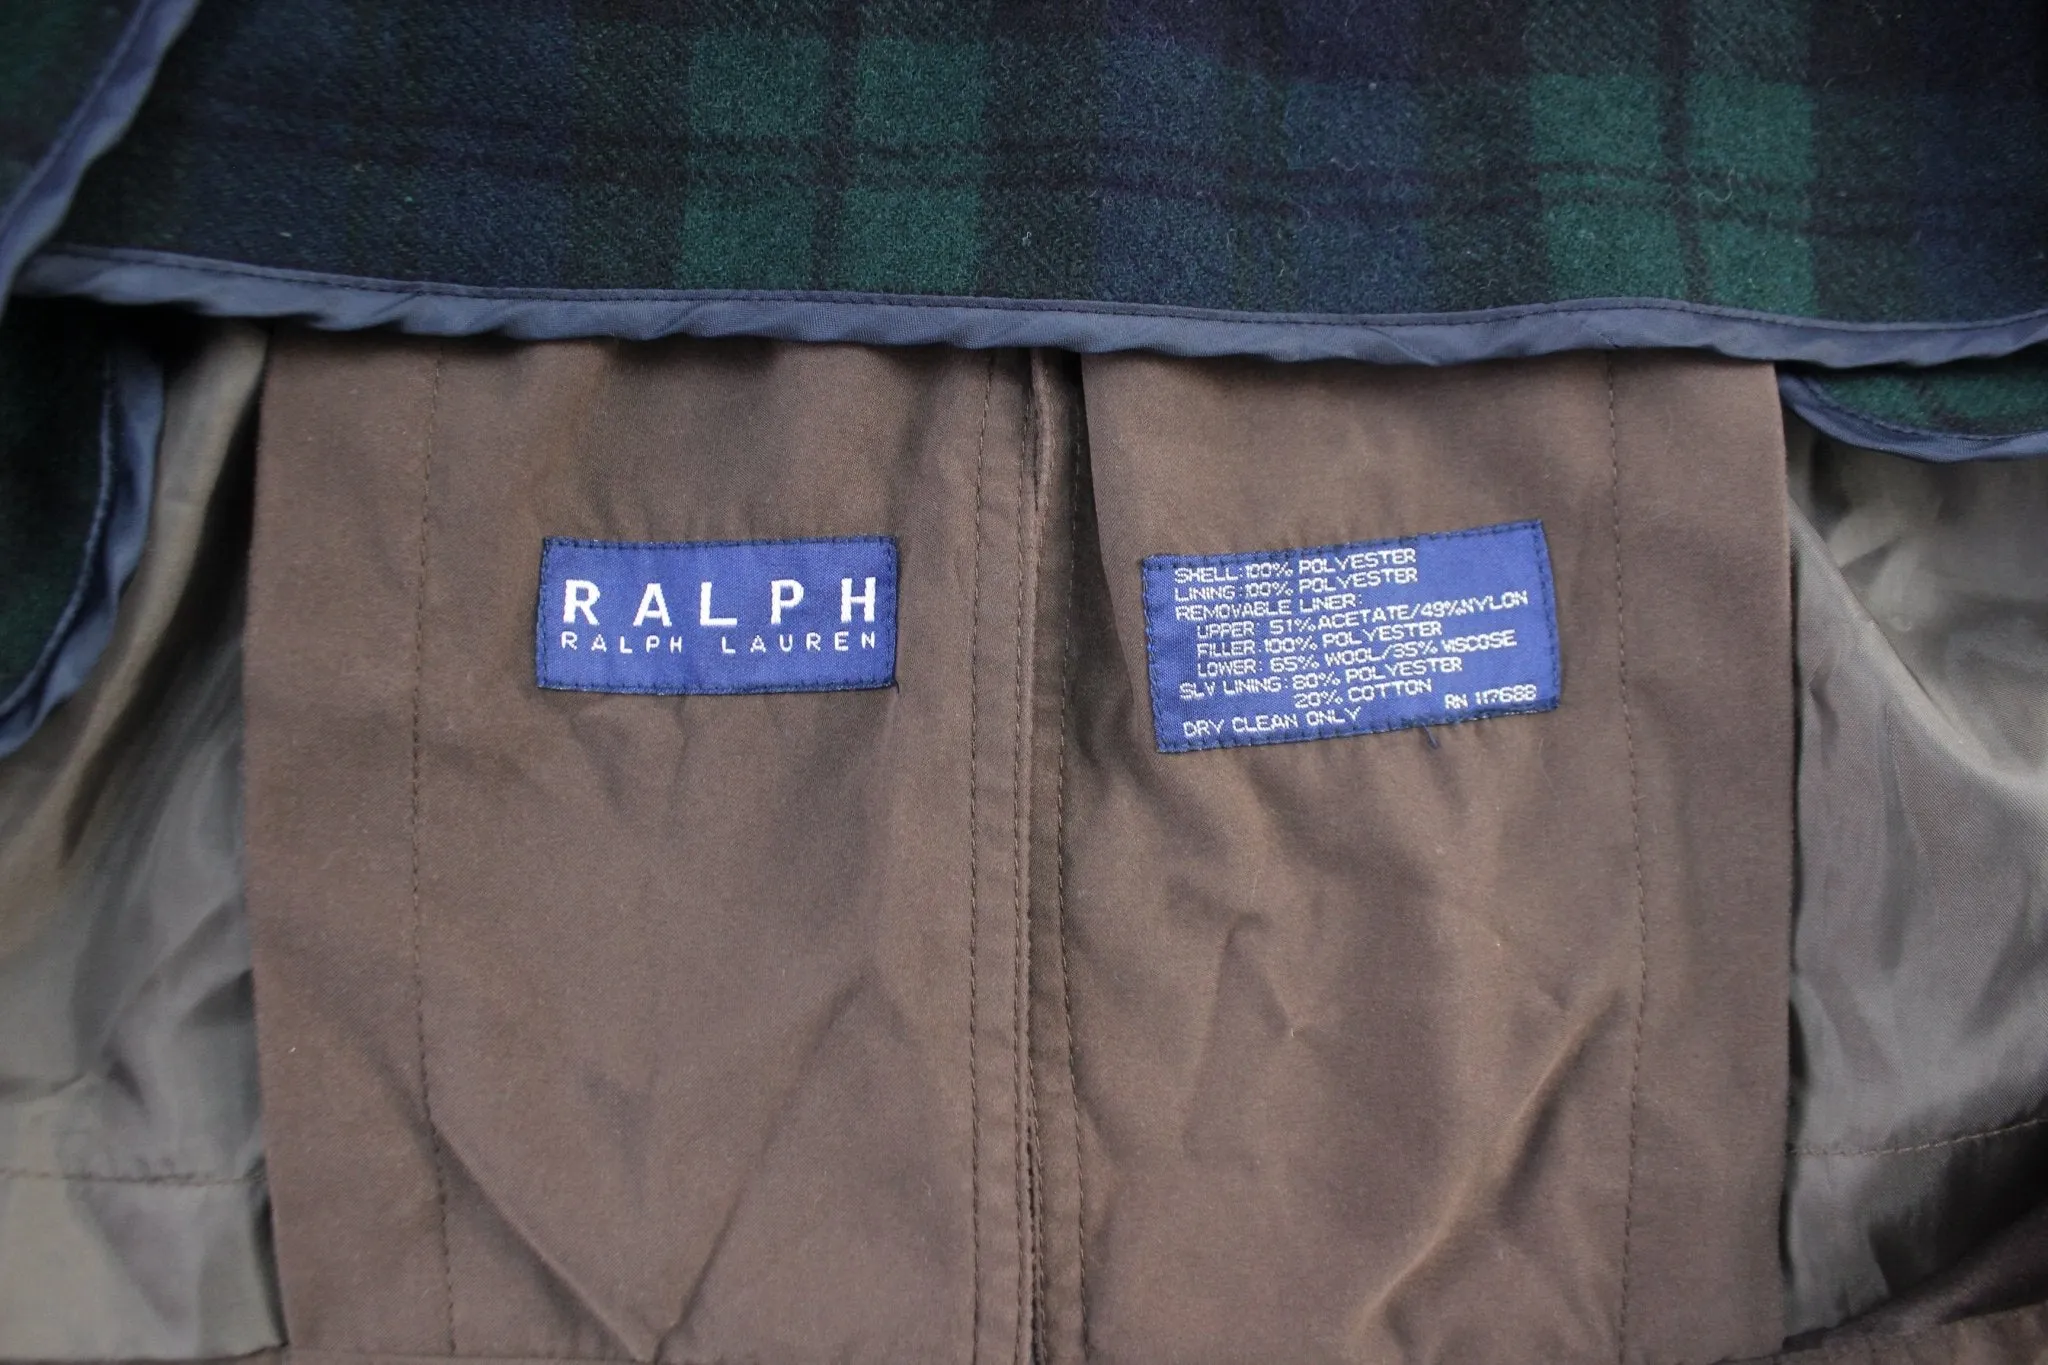 RALPH
RALPH LAUREN
SHELL:100% POLYESTER
LINING:100% POLYESTER
REMOVABLE LINER:
UPPER: 51% ACETATE/49%NYLON
FILLER:100% POLYESTER
LOWER: 65% WOOL/35% VISCOSE
SLV LINING: 80% POLYESTER
20% COTTON
RN 117688
DRY CLEAN ONLY